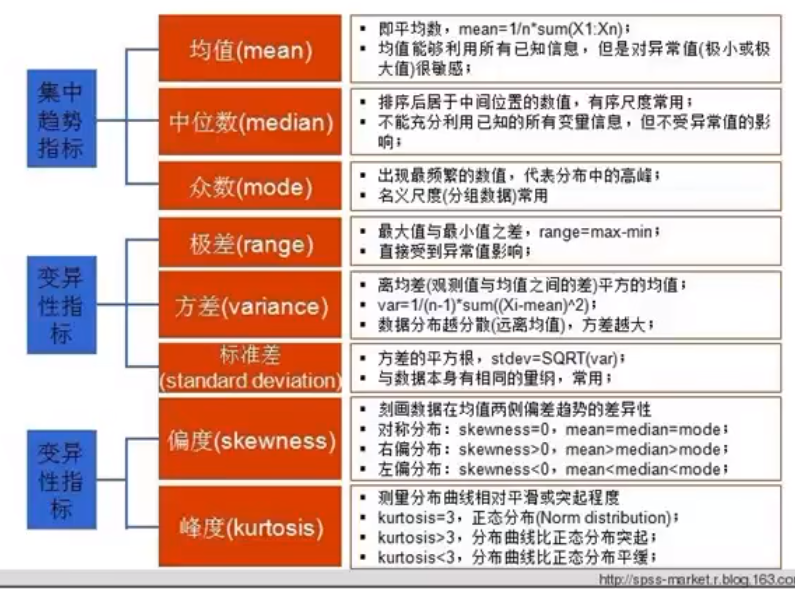 集中
趋势
指标
均值(mean)
▪ 即平均数，mean=1/n*sum(X1:Xn)；
▪ 均值能够利用所有已知信息，但是对异常值(极小或极
大值)很敏感；
中位数(median)
▪ 排序后居于中间位置的数值，有序尺度常用；
▪ 不能充分利用已知的所有变量信息，但不受异常值的影
响；
众数(mode)
▪ 出现最频繁的数值，代表分布中的高峰；
▪ 名义尺度(分组数据)常用
变异
性指
标
极差(range)
▪ 最大值与最小值之差，range=max-min；
▪ 直接受到异常值影响；
方差(variance)
▪ 离均差(观测值与均值之间的差)平方的均值；
▪ var=1/(n-1)*sum((Xi-mean)^2)；
▪ 数据分布越分散(远离均值)，方差越大；
标准差
(standard deviation)
▪ 方差的平方根，stdev=SQRT(var)；
▪ 与数据本身有相同的量纲，常用；
变异
性指
标
偏度(skewness)
▪ 刻画数据在均值两侧偏差趋势的差异性
▪ 对称分布：skewness=0，mean=median=mode；
▪ 右偏分布：skewness>0，mean>median>mode；
▪ 左偏分布：skewness<0，mean<median<mode；
峰度(kurtosis)
▪ 测量分布曲线相对平滑或突起程度
▪ kurtosis=3，正态分布(Norm distribution)；
▪ kurtosis>3，分布曲线比正态分布突起；
▪ kurtosis<3，分布曲线比正态分布平缓；
http://spss-market.r.blog.163.co